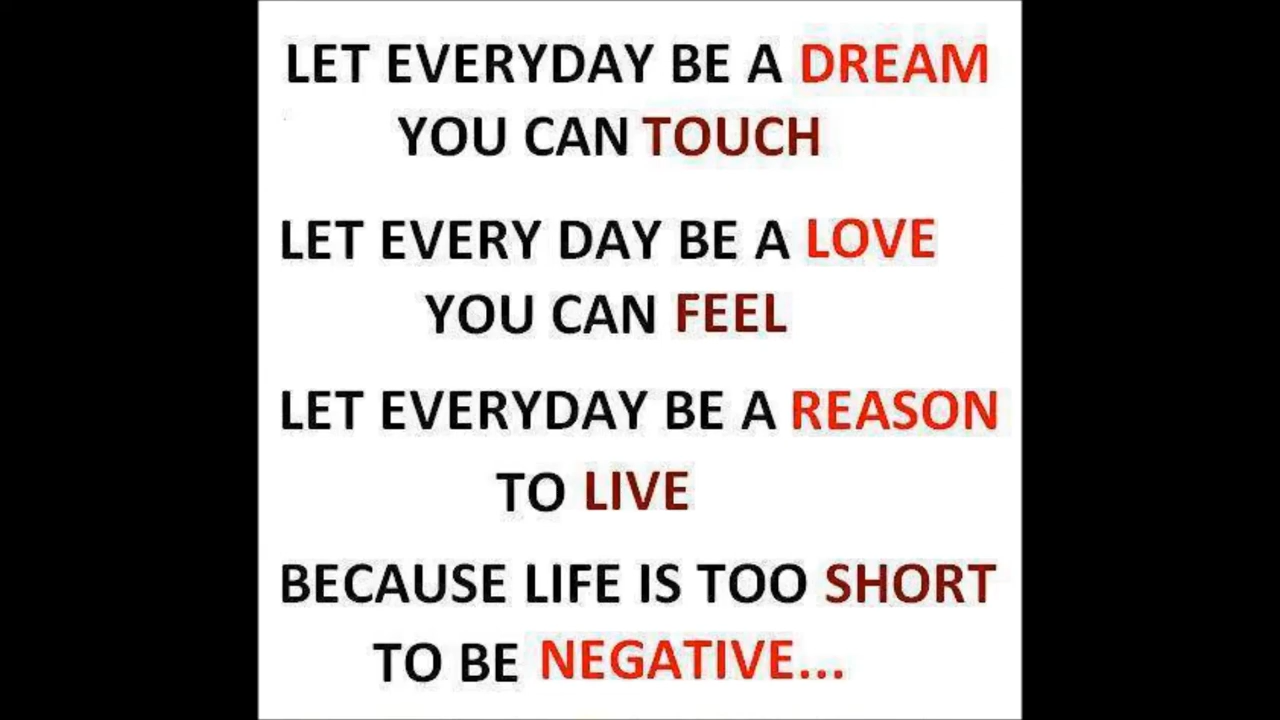 LET EVERYDAY BE A DREAM
YOU CAN TOUCH
LET EVERY DAY BE A LOVE
YOU CAN FEEL
LET EVERYDAY BE A REASON
TO LIVE
BECAUSE LIFE IS TOO SHORT
TO BE NEGATIVE...